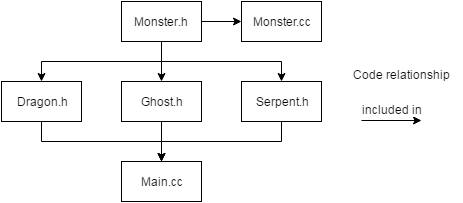 Monster.h
Monster.cc
Dragon.h
Ghost.h
Serpent.h
Code relationship
included in
Main.cc